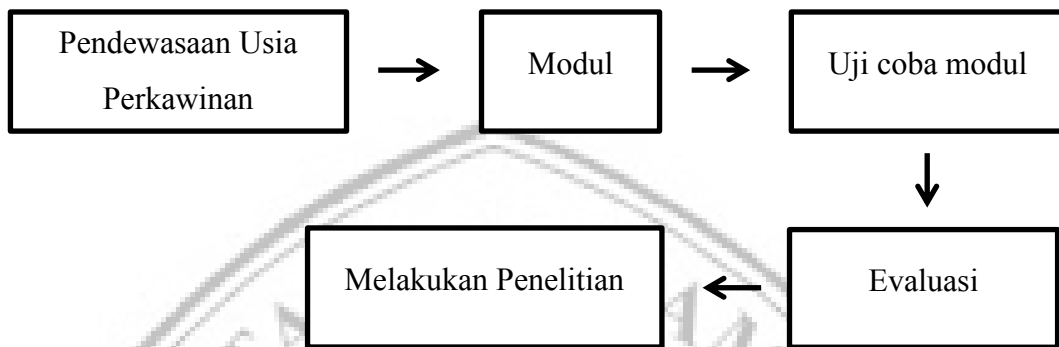 Pendewasaan Usia
Perkawinan
Modul
Uji coba modul
Evaluasi
Melakukan Penelitian